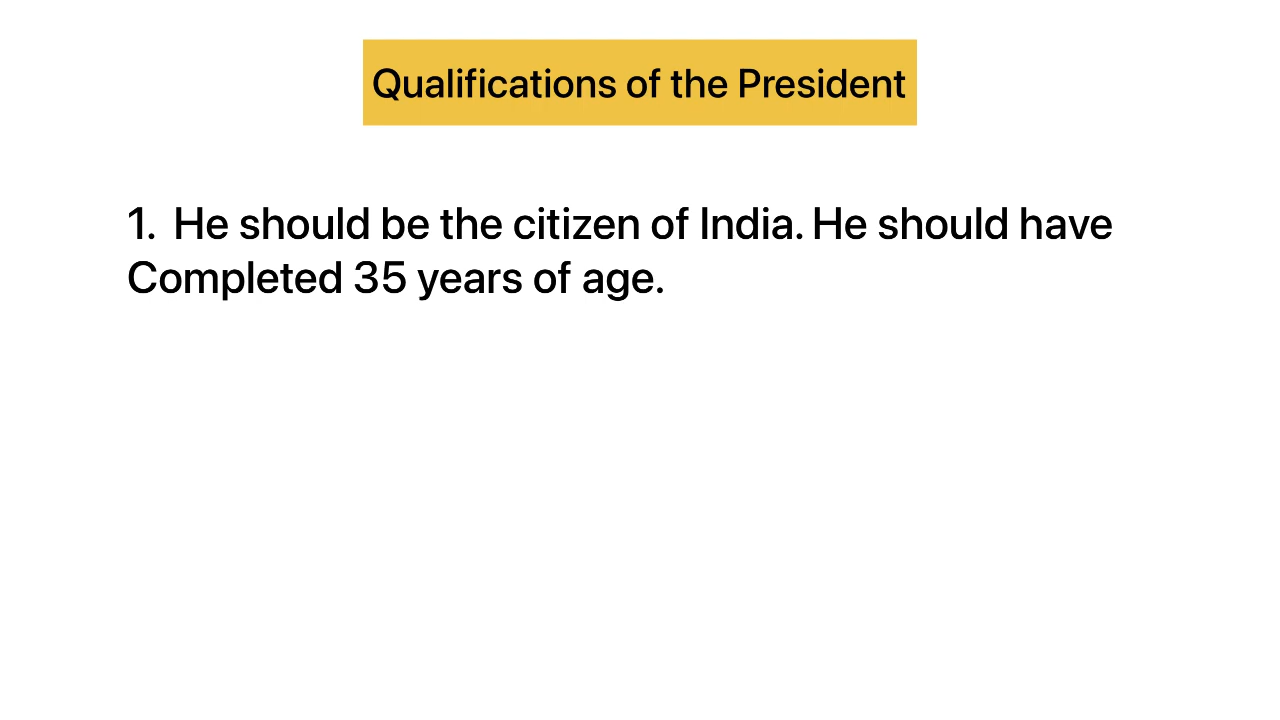 Qualifications of the President
1. He should be the citizen of India. He should have
Completed 35 years of age.